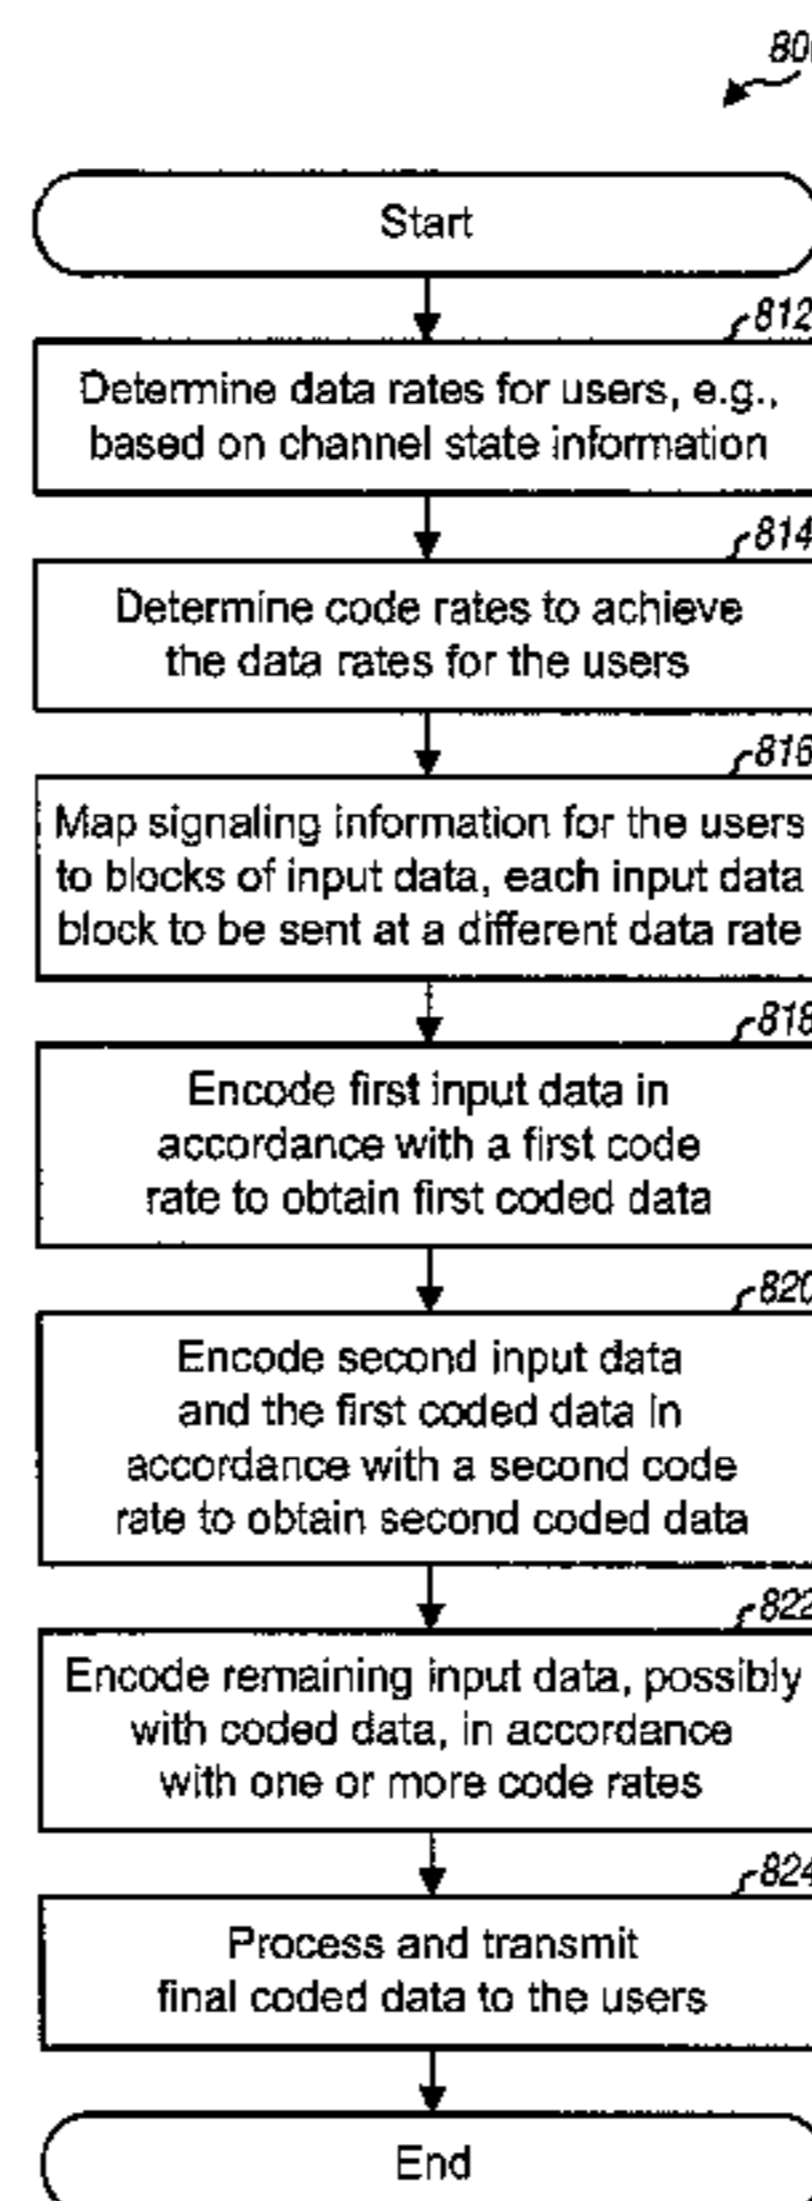 80
Start
812
Determine data rates for users, e.g.,
based on channel state information
814
Determine code rates to achieve
the data rates for the users
816
Map signaling information for the users
to blocks of input data, each input data
block to be sent at a different data rate
818
Encode first input data in
accordance with a first code
rate to obtain first coded data
820
Encode second input data
and the first coded data in
accordance with a second code
rate to obtain second coded data
822
Encode remaining input data, possibly
with coded data, in accordance
with one or more code rates
824
Process and transmit
final coded data to the users
End